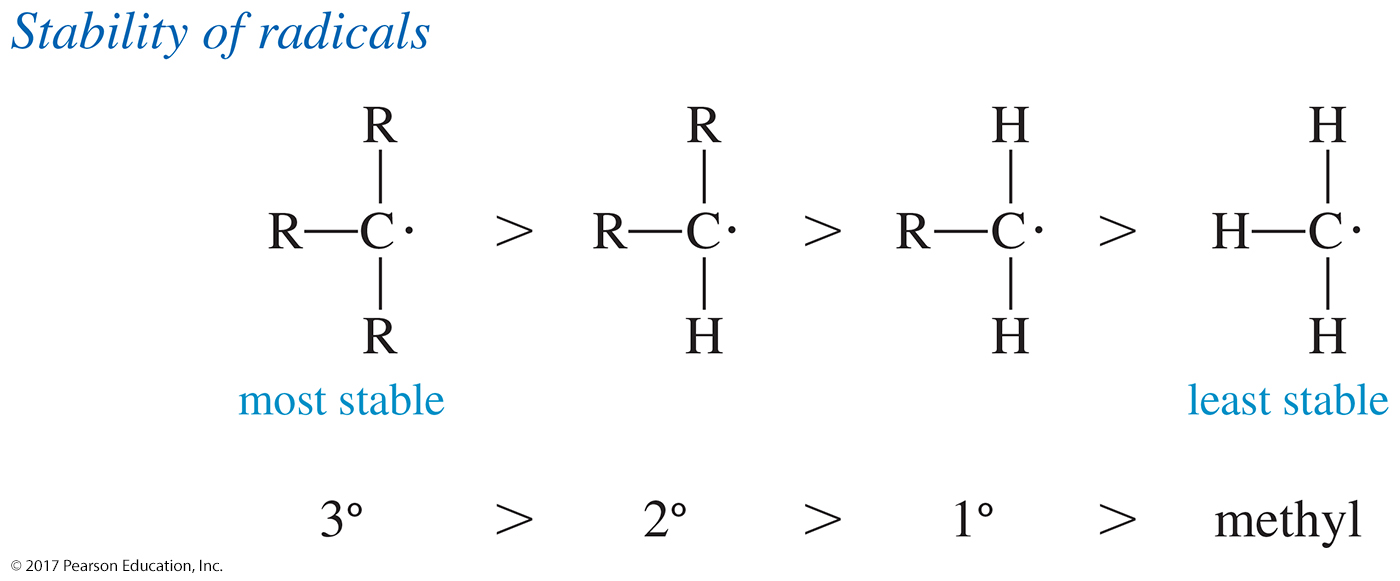 Stability of radicals
R R H H
R—C· > R—C· > R—C· > H—C·
R H H H
most stable least stable
3° > 2° > 1° > methyl
© 2017 Pearson Education, Inc.